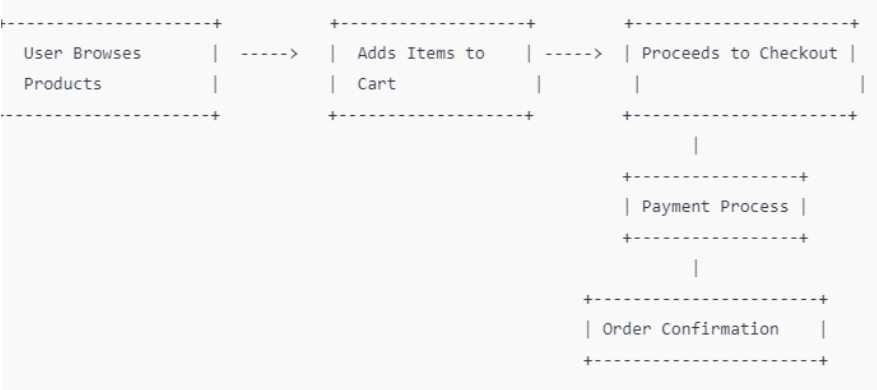 User Browses Products
Adds Items to Cart
Proceeds to Checkout
Payment Process
Order Confirmation